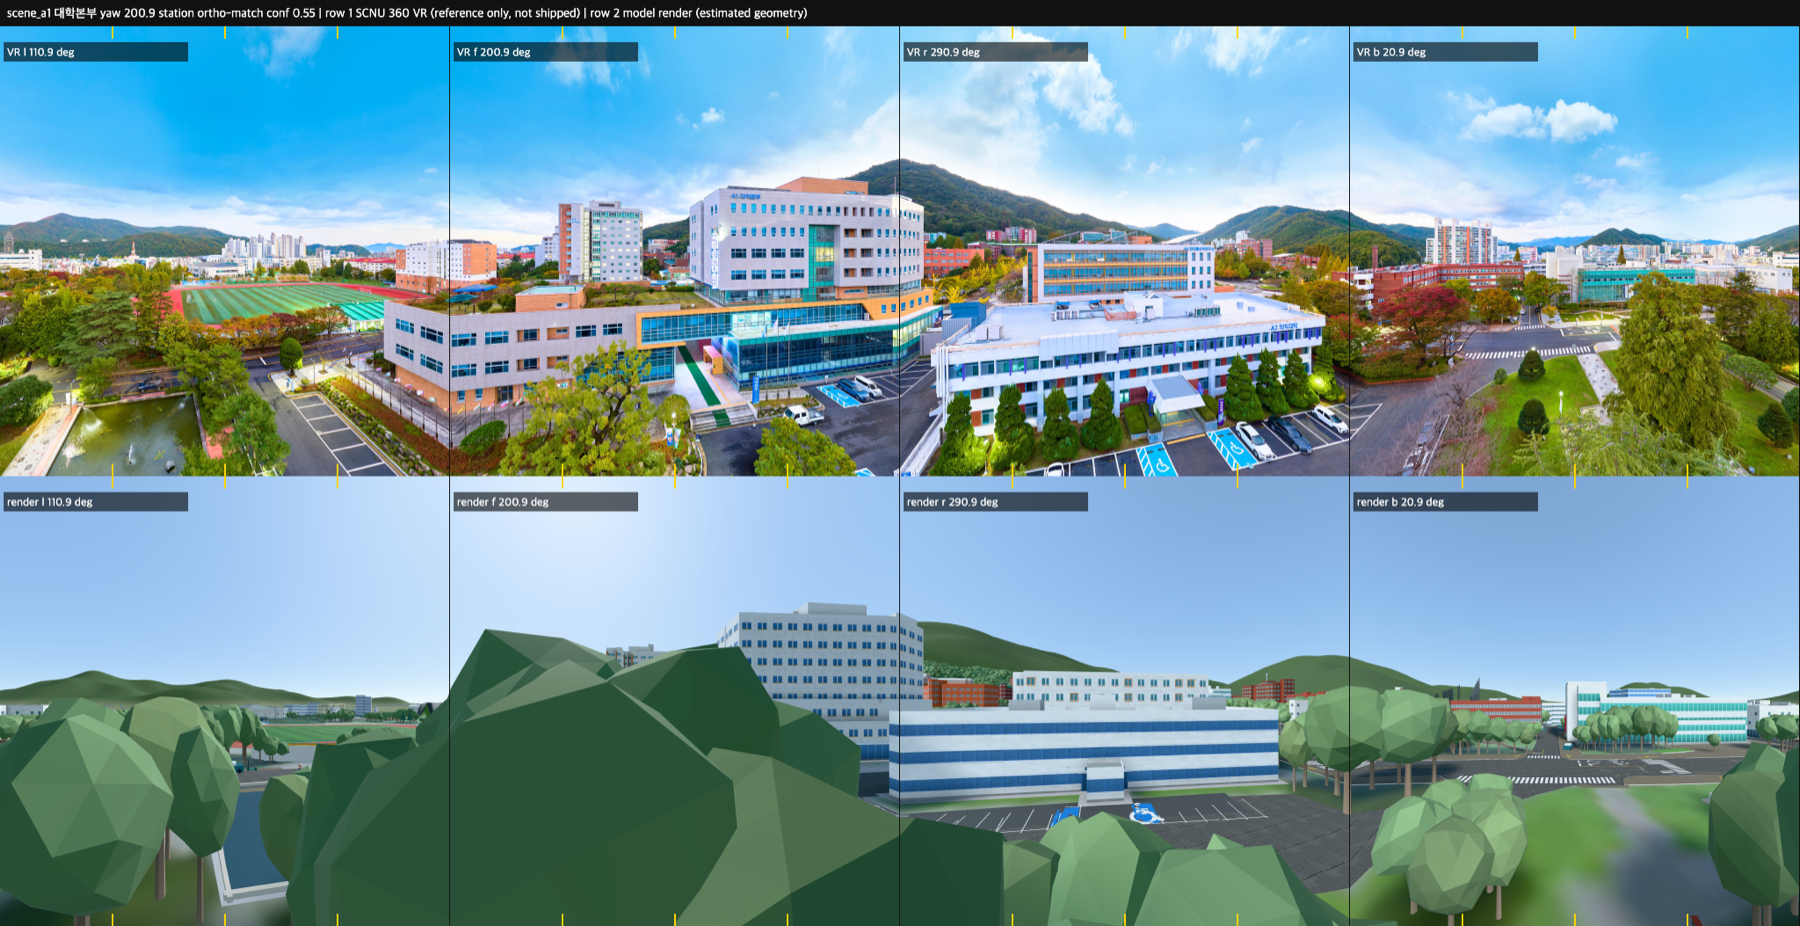 scene_a1 대학본부 yaw 200.9 station ortho-match conf 0.55 | row 1 SCNU 360 VR (reference only, not shipped) | row 2 model render (estimated geometry)
VR l 110.9 deg
VR f 200.9 deg
VR r 290.9 deg
VR b 20.9 deg
render l 110.9 deg
render f 200.9 deg
render r 290.9 deg
render b 20.9 deg